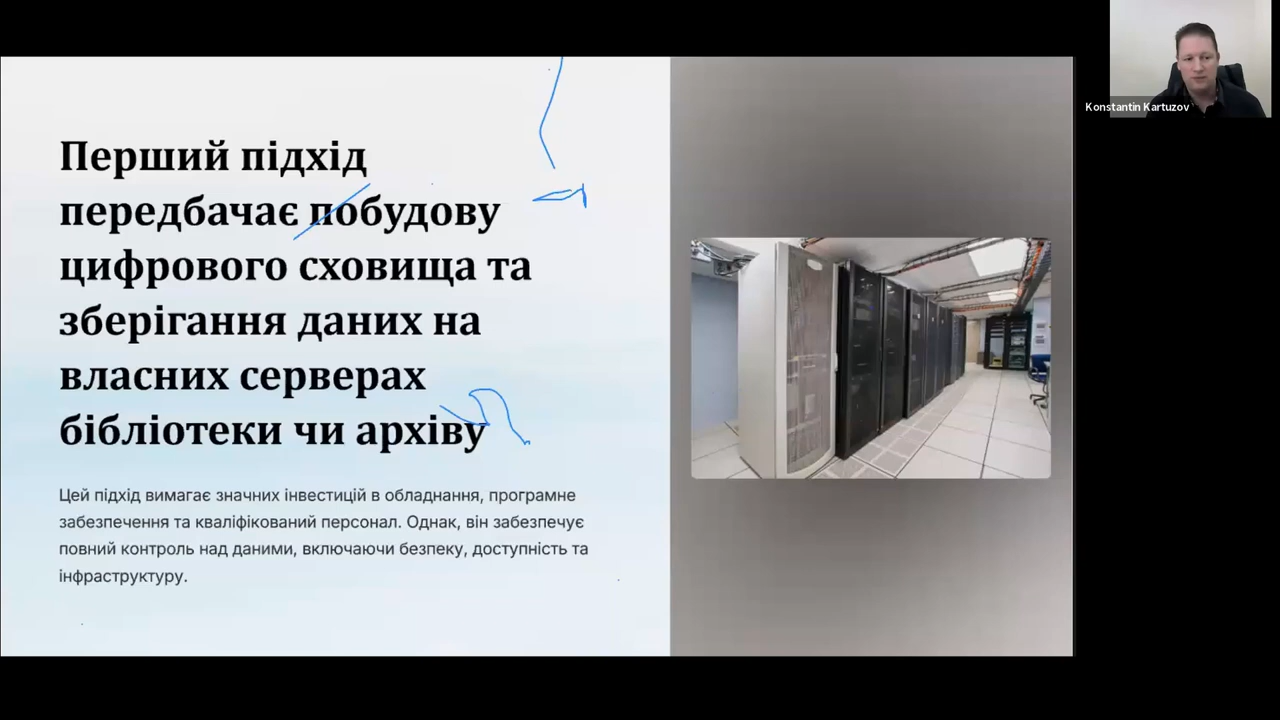 Перший підхід
передбачає побудову
цифрового сховища та
зберігання даних на
власних серверах
бібліотеки чи архіву
Цей підхід вимагає значних інвестицій в обладнання, програмне
забезпечення та кваліфікований персонал. Однак, він забезпечує
повний контроль над даними, включаючи безпеку, доступність та
інфраструктуру.
Konstantin Kartuzov